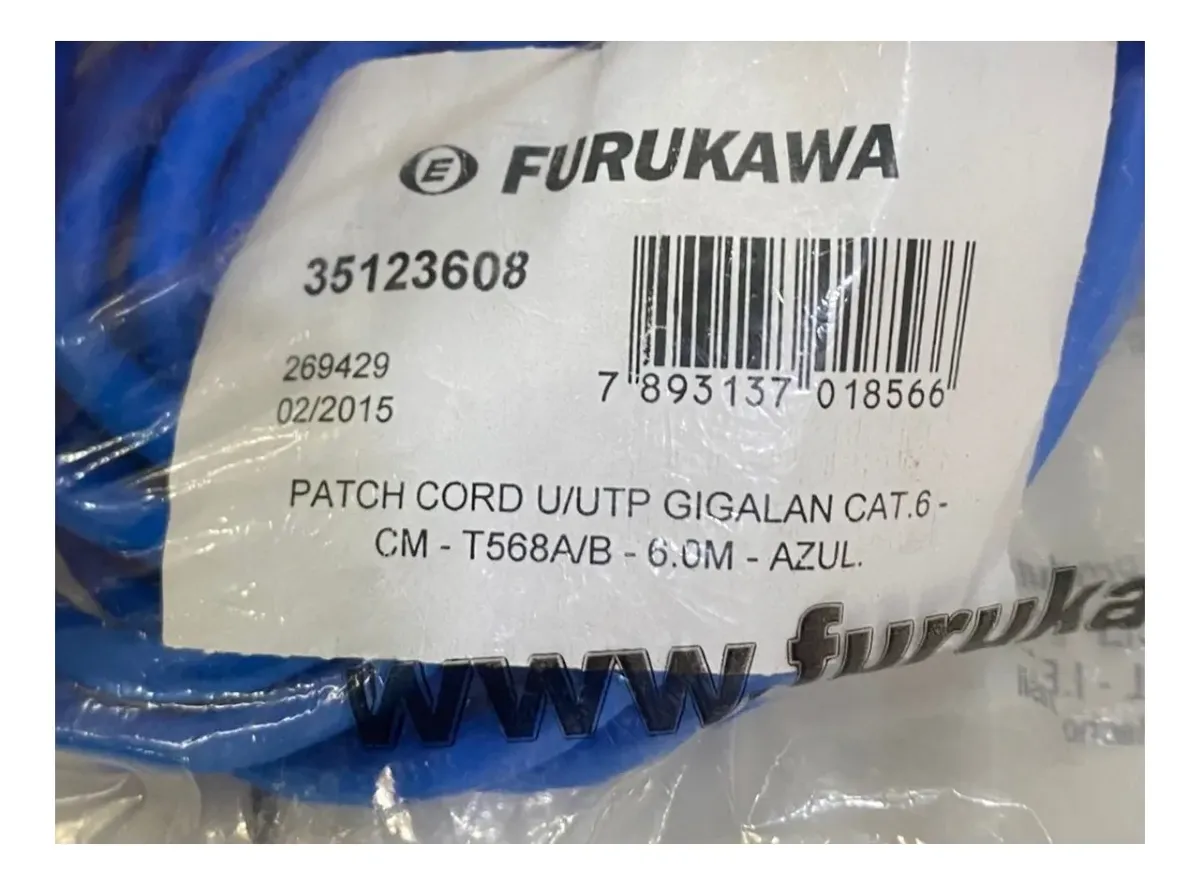 E FURUKAWA
35123608
7 893137 018566
269429
02/2015
PATCH CORD U/UTP GIGALAN CAT.6 -
CM - T568A/B - 6.0M - AZUL.
www.furuka